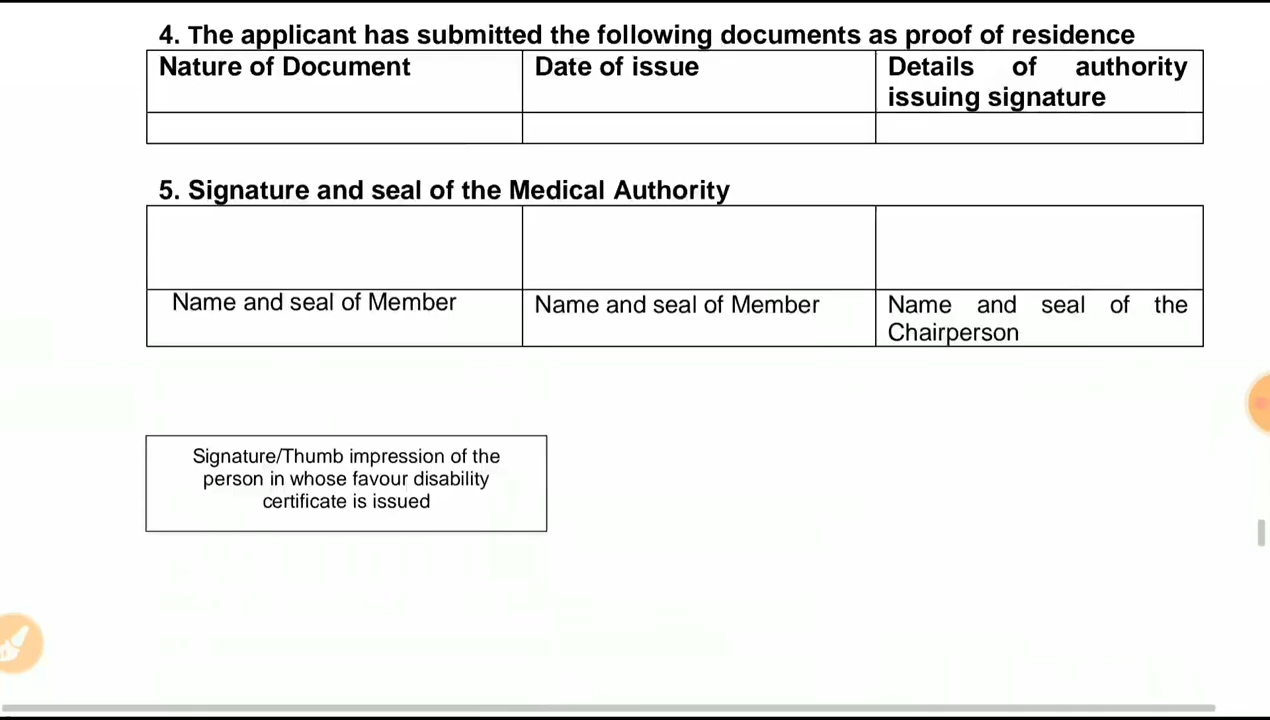 4. The applicant has submitted the following documents as proof of residence
Nature of Document
Date of issue
Details of authority
issuing signature
5. Signature and seal of the Medical Authority
Name and seal of Member
Name and seal of Member
Name and seal of the
Chairperson
Signature/Thumb impression of the
person in whose favour disability
certificate is issued